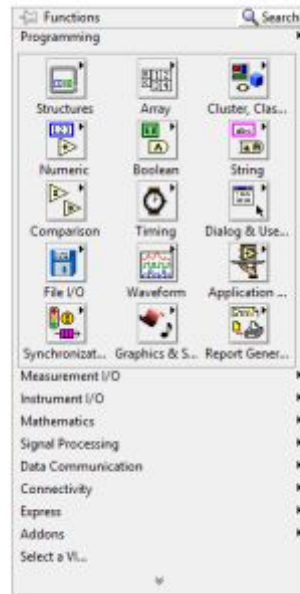 Functions
Search
Programming
Structures
Array
Cluster, Clas...
Numeric
Boolean
String
Comparison
Timing
Dialog & Use...
File I/O
Waveform
Application ...
Synchronizat...
Graphics & S...
Report Gener...
Measurement I/O
Instrument I/O
Mathematics
Signal Processing
Data Communication
Connectivity
Express
Addons
Select a VI...